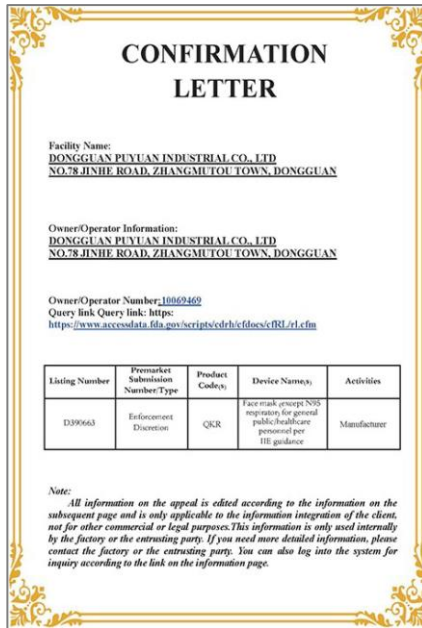 CONFIRMATION
LETTER
Facility Name:
DONGGUAN PUYUAN INDUSTRIAL CO., LTD
NO.78 JINHE ROAD, ZHANGMUTOU TOWN, DONGGUAN
Owner/Operator Information:
DONGGUAN PUYUAN INDUSTRIAL CO., LTD
NO.78 JINHE ROAD, ZHANGMUTOU TOWN, DONGGUAN
Owner/Operator Number:10069469
Query link Query link: https:
https://www.accessdata.fda.gov/scripts/cdrh/cfdocs/cfRL/rl.cfm
Listing Number
Premarket
Submission
Number/Type
Product
Code(s)
Device Name(s)
Activities
D390663
Enforcement
Discretion
QKR
Face mask (except N95
respirator) for general
public/healthcare
personnel per
IIE guidance
Manufacturer
Note:
All information on the appeal is edited according to the information on the
subsequent page and is only applicable to the information integration of the client,
not for other commercial or legal purposes.This information is only used internally
by the factory or the entrusting party. If you need more detailed information, please
contact the factory or the entrusting party. You can also log into the system for
inquiry according to the link on the information page.